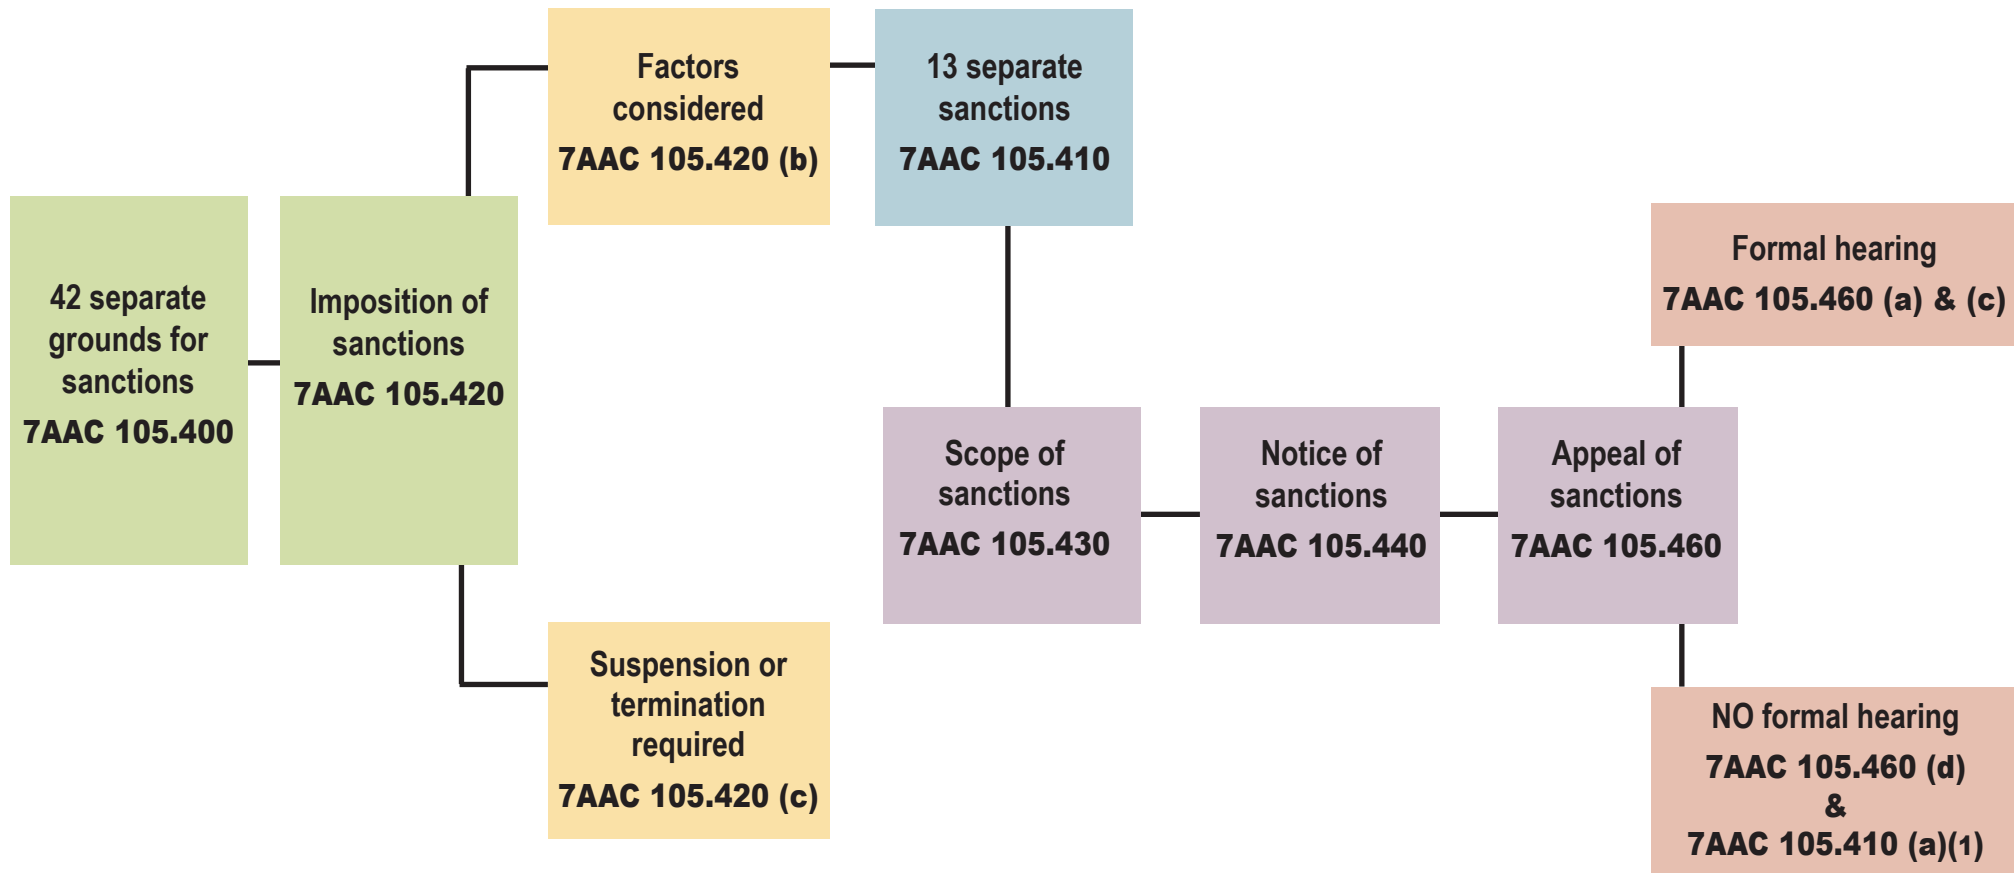 42 separate
grounds for
sanctions
7AAC 105.400
Imposition of
sanctions
7AAC 105.420
Factors
considered
7AAC 105.420 (b)
Suspension or
termination
required
7AAC 105.420 (c)
13 separate
sanctions
7AAC 105.410
Scope of
sanctions
7AAC 105.430
Notice of
sanctions
7AAC 105.440
Appeal of
sanctions
7AAC 105.460
Formal hearing
7AAC 105.460 (a) & (c)
NO formal hearing
7AAC 105.460 (d)
&
7AAC 105.410 (a)(1)